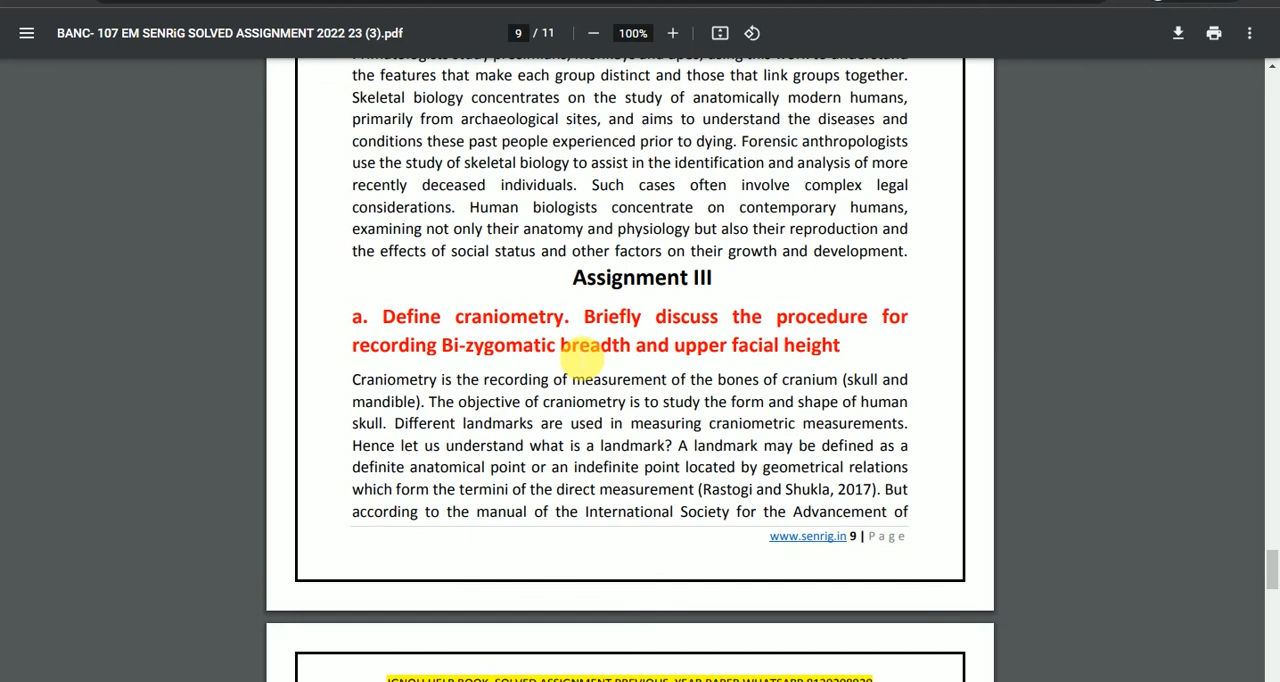 BANC- 107 EM SENRiG SOLVED ASSIGNMENT 2022 23 (3).pdf
9 / 11
100%
the features that make each group distinct and those that link groups together.
Skeletal biology concentrates on the study of anatomically modern humans,
primarily from archaeological sites, and aims to understand the diseases and
conditions these past people experienced prior to dying. Forensic anthropologists
use the study of skeletal biology to assist in the identification and analysis of more
recently deceased individuals. Such cases often involve complex legal
considerations. Human biologists concentrate on contemporary humans,
examining not only their anatomy and physiology but also their reproduction and
the effects of social status and other factors on their growth and development.
Assignment III
a. Define craniometry. Briefly discuss the procedure for
recording Bi-zygomatic breadth and upper facial height
Craniometry is the recording of measurement of the bones of cranium (skull and
mandible). The objective of craniometry is to study the form and shape of human
skull. Different landmarks are used in measuring craniometric measurements.
Hence let us understand what is a landmark? A landmark may be defined as a
definite anatomical point or an indefinite point located by geometrical relations
which form the termini of the direct measurement (Rastogi and Shukla, 2017). But
according to the manual of the International Society for the Advancement of
www.senrig.in 9 | Page